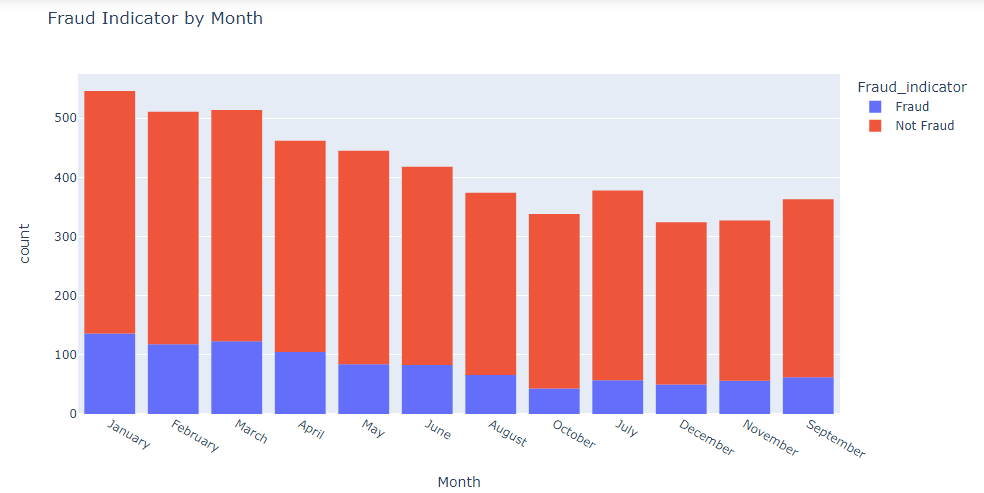 Fraud Indicator by Month
Fraud_indicator
Fraud
Not Fraud
500
400
300
200
100
0
count
January
February
March
April
May
June
August
October
July
December
November
September
Month